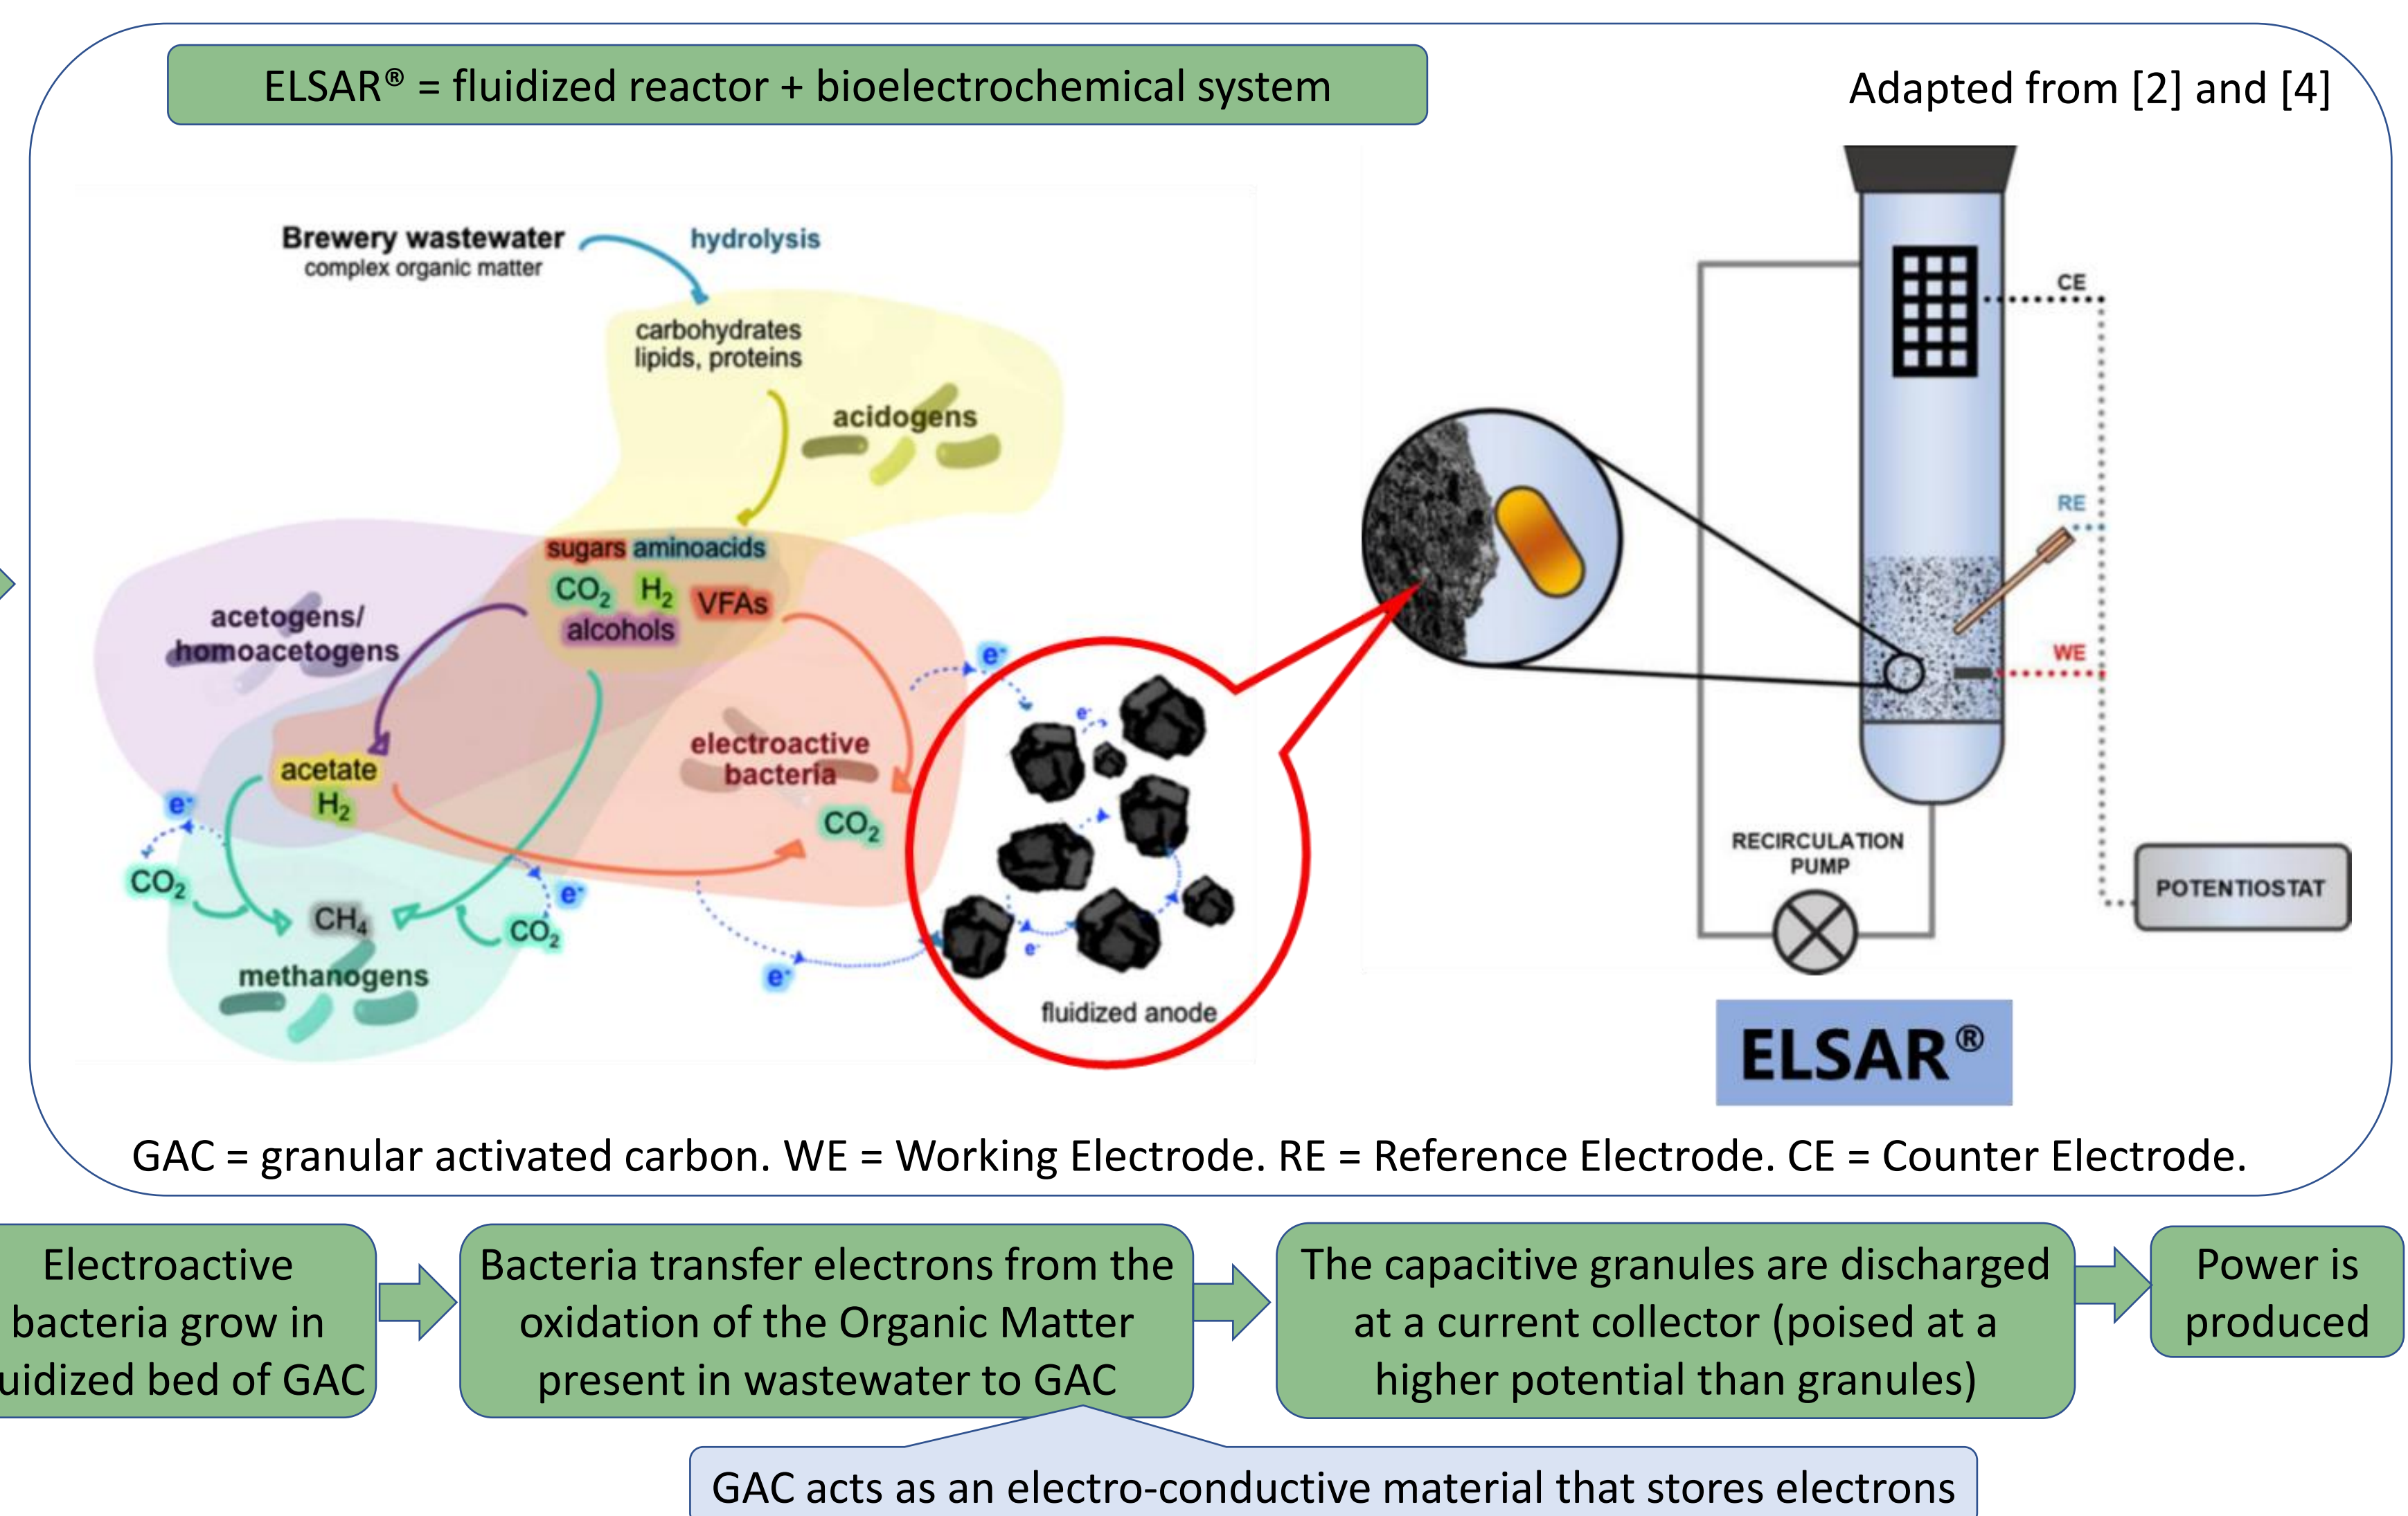 ELSAR® = fluidized reactor + bioelectrochemical system
Adapted from [2] and [4]
Brewery wastewater
complex organic matter
hydrolysis
carbohydrates
lipids, proteins
acidogens
sugars aminoacids
CO₂ H₂ VFAs
alcohols
acetogens/
homoacetogens
acetate
H₂
electroactive
bacteria
CO₂
e⁻
e⁻
CO₂
CH₄
CO₂
e⁻
methanogens
e⁻
e⁻
e⁻
fluidized anode
CE
RE
WE
RECIRCULATION
PUMP
POTENTIOSTAT
ELSAR®
GAC = granular activated carbon. WE = Working Electrode. RE = Reference Electrode. CE = Counter Electrode.
Electroactive
bacteria grow in
uidized bed of GAC
Bacteria transfer electrons from the
oxidation of the Organic Matter
present in wastewater to GAC
The capacitive granules are discharged
at a current collector (poised at a
higher potential than granules)
Power is
produced
GAC acts as an electro-conductive material that stores electrons